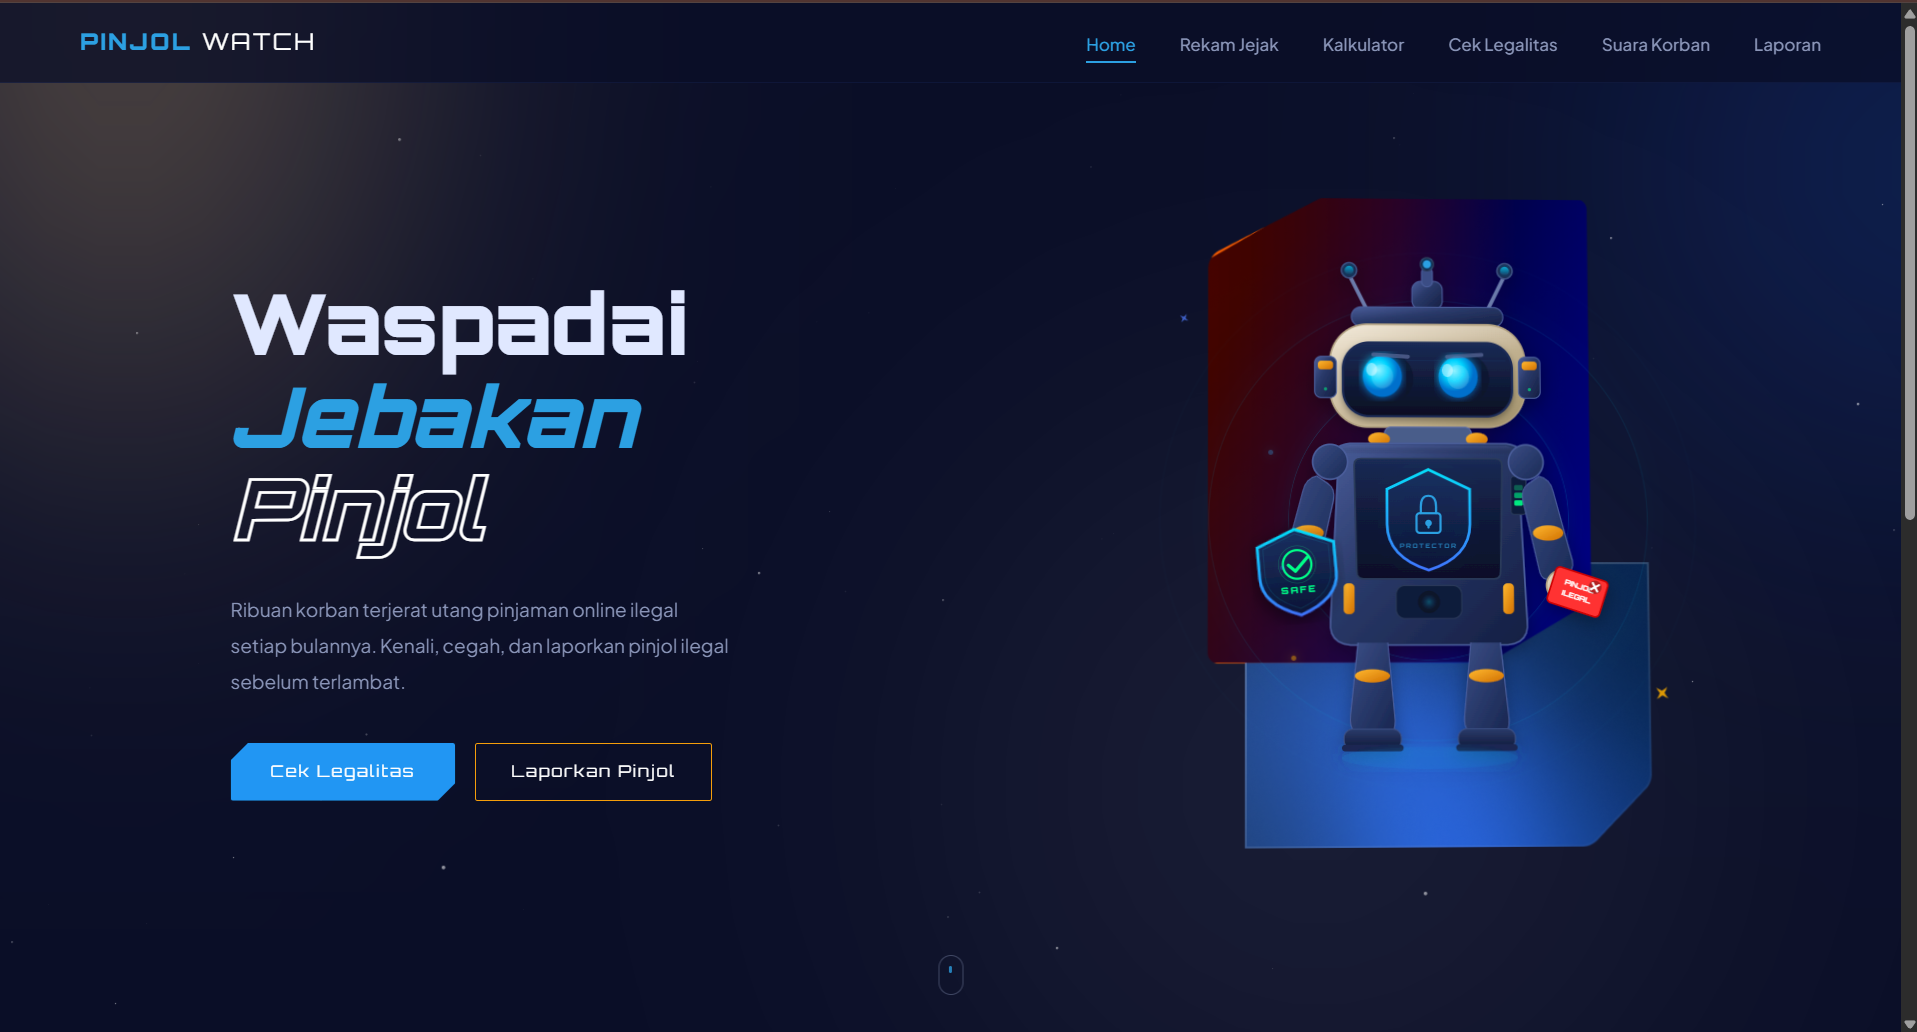 PINJOL WATCH
Home
Rekam Jejak
Kalkulator
Cek Legalitas
Suara Korban
Laporan
Waspadai
Jebakan
Pinjol
Ribuan korban terjerat utang pinjaman online ilegal
setiap bulannya. Kenali, cegah, dan laporkan pinjol ilegal
sebelum terlambat.
Cek Legalitas
Laporkan Pinjol
PROTECTOR
SAFE
PINJOL
ILEGAL